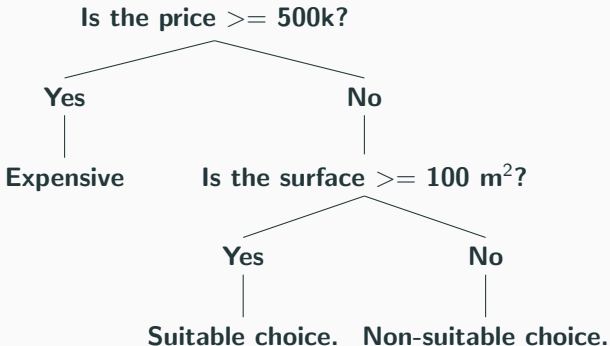 Is the price >= 500k?
Yes
No
Expensive
Is the surface >= 100 m²?
Yes
No
Suitable choice.
Non-suitable choice.